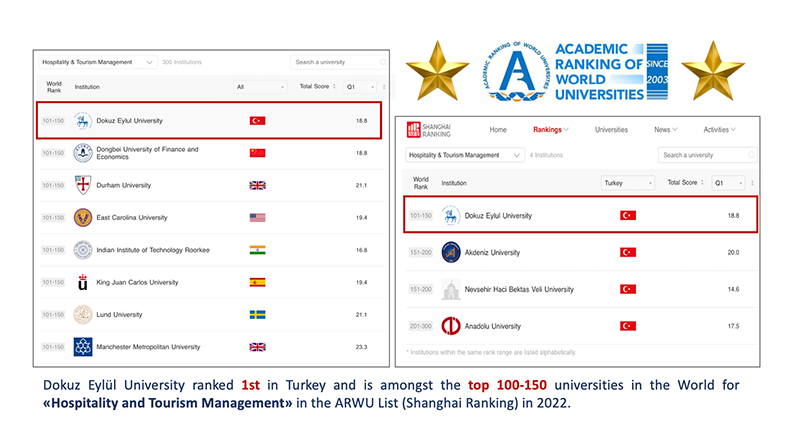 Hospitality & Tourism Management 300 Institutions Search a university
World Rank Institution All Total Score Q1
101-150 Dokuz Eylul University 18.8
101-150 Dongbei University of Finance and Economics 18.8
101-150 Durham University 21.1
101-150 East Carolina University 19.4
101-150 Indian Institute of Technology Roorkee 16.8
101-150 King Juan Carlos University 19.4
101-150 Lund University 21.1
101-150 Manchester Metropolitan University 23.3
ACADEMIC RANKING OF WORLD UNIVERSITIES
ACADEMIC
RANKING OF
WORLD
UNIVERSITIES
SINCE
2003
SHANGHAI
RANKING
Home Rankings Universities News Activities
Hospitality & Tourism Management 4 Institutions Search a university
World Rank Institution Turkey Total Score Q1
101-150 Dokuz Eylul University 18.8
151-200 Akdeniz University 20.0
151-200 Nevsehir Haci Bektas Veli University 14.6
201-300 Anadolu University 17.5
* Institutions within the same rank range are listed alphabetically.
Dokuz Eylül University ranked 1st in Turkey and is amongst the top 100-150 universities in the World for
«Hospitality and Tourism Management» in the ARWU List (Shanghai Ranking) in 2022.